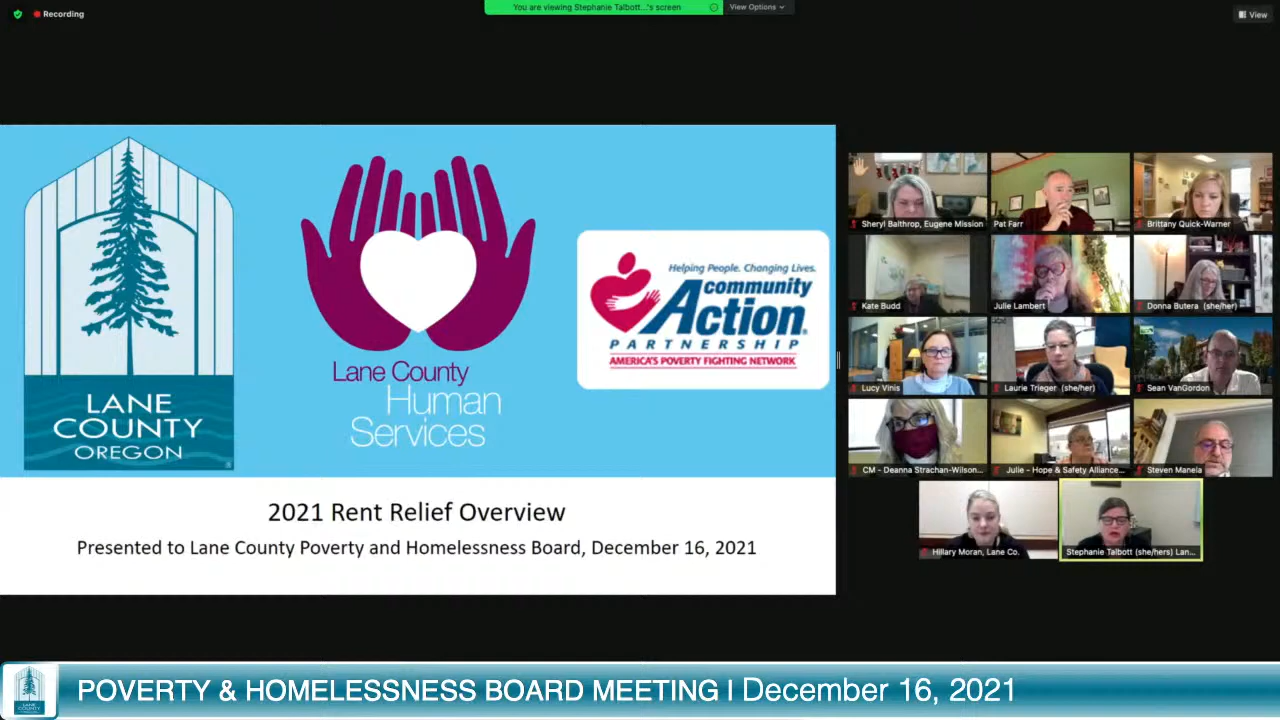 Recording
You are viewing Stephanie Talbott...'s screen
View Options
View
LANE
COUNTY
OREGON
Lane County
Human
Services
Helping People. Changing Lives.
community
Action
PARTNERSHIP
AMERICA'S POVERTY FIGHTING NETWORK
2021 Rent Relief Overview
Presented to Lane County Poverty and Homelessness Board, December 16, 2021
Sheryl Balthrop, Eugene Mission
Pat Farr
Brittany Quick-Warner
Kate Budd
Julie Lambert
Donna Butera (she/her)
Lucy Vinis
Laurie Trieger (she/her)
Sean VanGordon
CM - Deanna Strachan-Wilson...
Julie - Hope & Safety Alliance...
Steven Manela
Hillary Moran, Lane Co.
Stephanie Talbott (she/hers) Lan...
LANE
COUNTY
OREGON
POVERTY & HOMELESSNESS BOARD MEETING | December 16, 2021